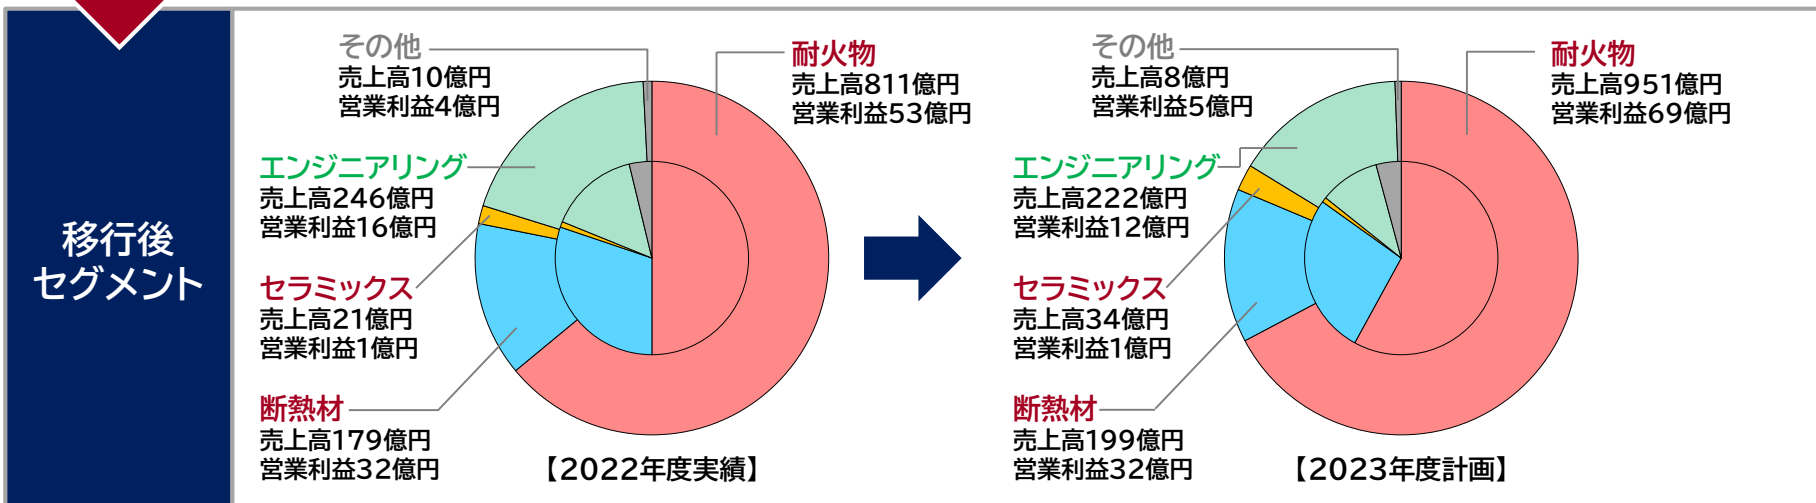 移行後
セグメント
その他
売上高10億円
営業利益4億円
耐火物
売上高811億円
営業利益53億円
エンジニアリング
売上高246億円
営業利益16億円
セラミックス
売上高21億円
営業利益1億円
断熱材
売上高179億円
営業利益32億円
【2022年度実績】
その他
売上高8億円
営業利益5億円
耐火物
売上高951億円
営業利益69億円
エンジニアリング
売上高222億円
営業利益12億円
セラミックス
売上高34億円
営業利益1億円
断熱材
売上高199億円
営業利益32億円
【2023年度計画】